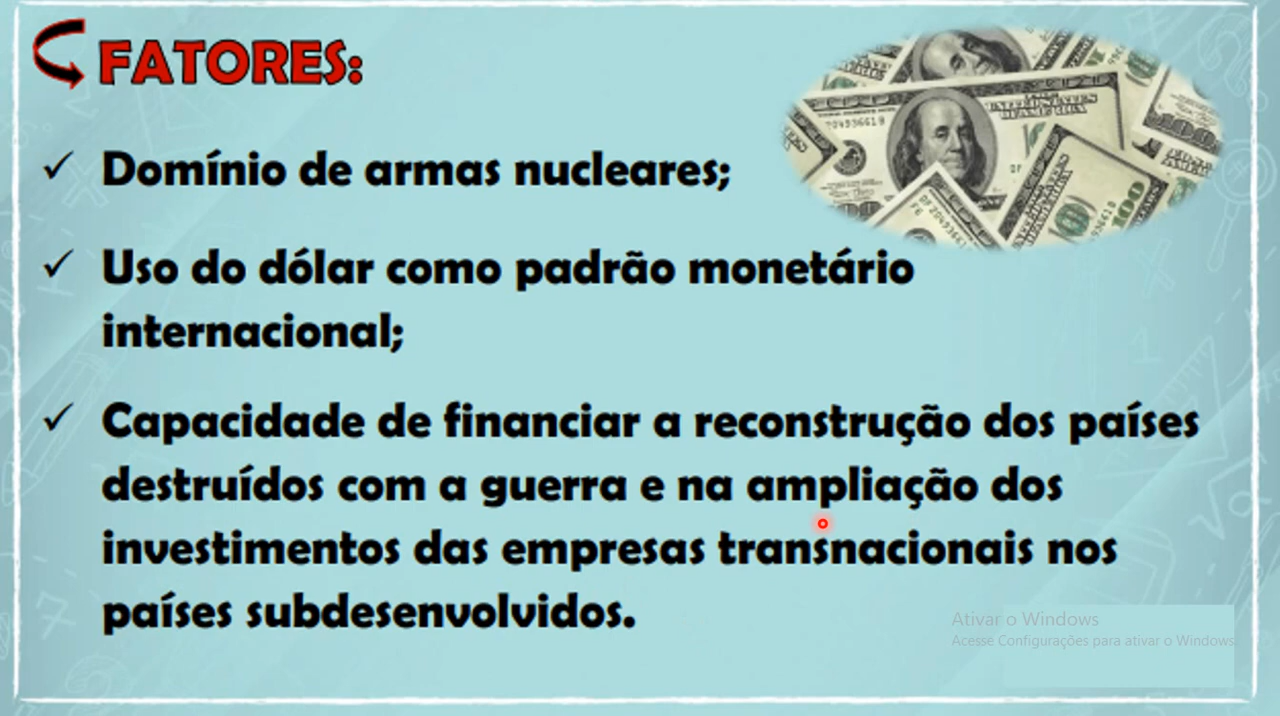 FATORES:
✓ Domínio de armas nucleares;
✓ Uso do dólar como padrão monetário
internacional;
✓ Capacidade de financiar a reconstrução dos países
destruídos com a guerra e na ampliação dos
investimentos das empresas transnacionais nos
países subdesenvolvidos.
Ativar o Windows
Acesse Configurações para ativar o Windows